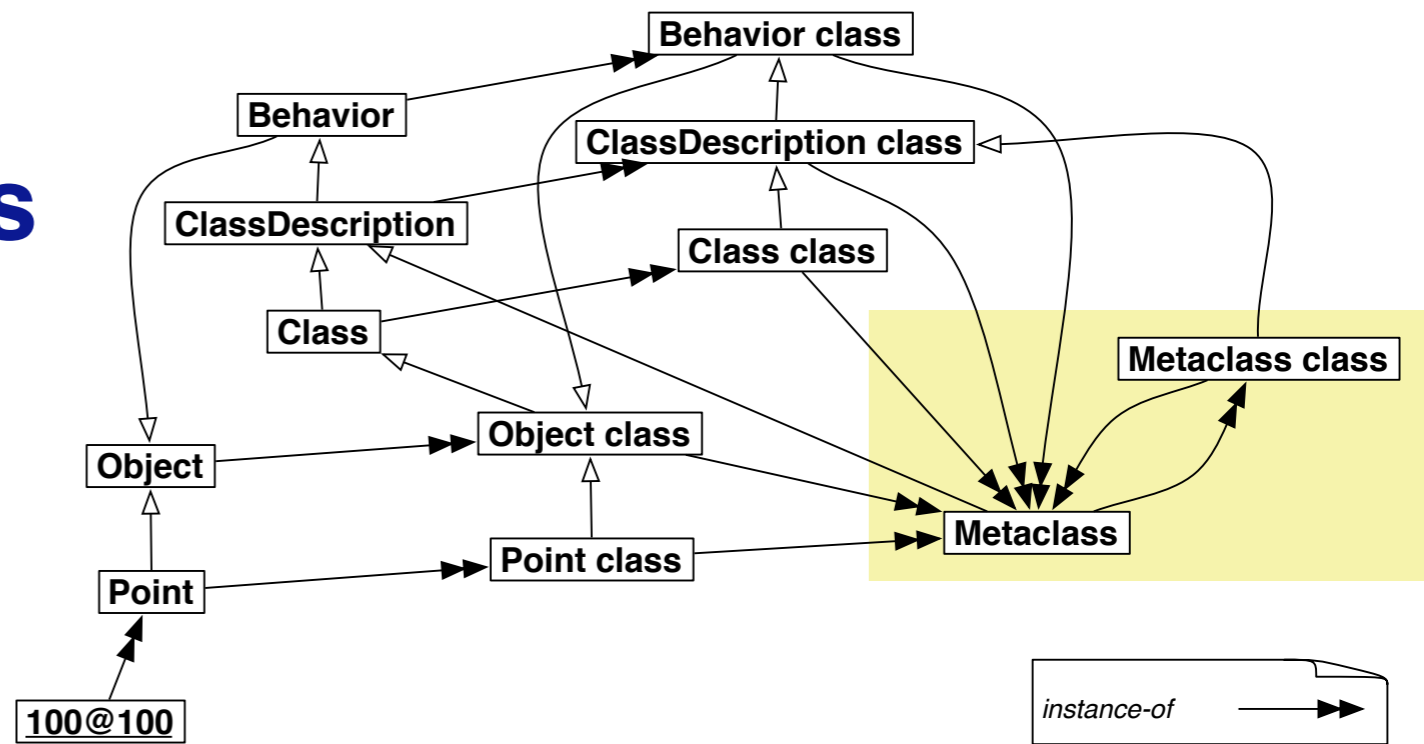 Behavior class
Behavior
ClassDescription class
s
ClassDescription
Class class
Class
Metaclass class
Object class
Object
Metaclass
Point class
Point
instance-of
100@100